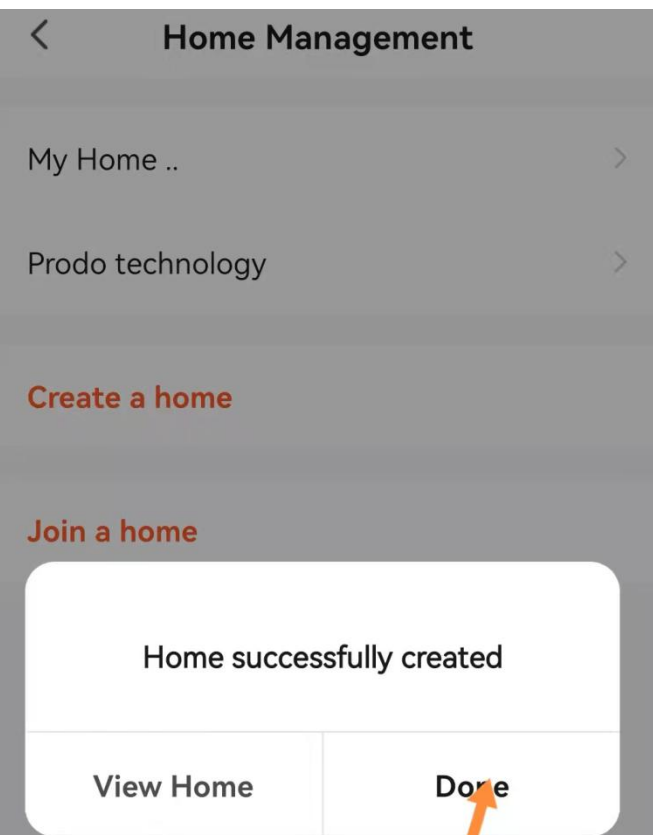 Home Management
My Home ..
Prodo technology
Create a home
Join a home
Home successfully created
View Home Done